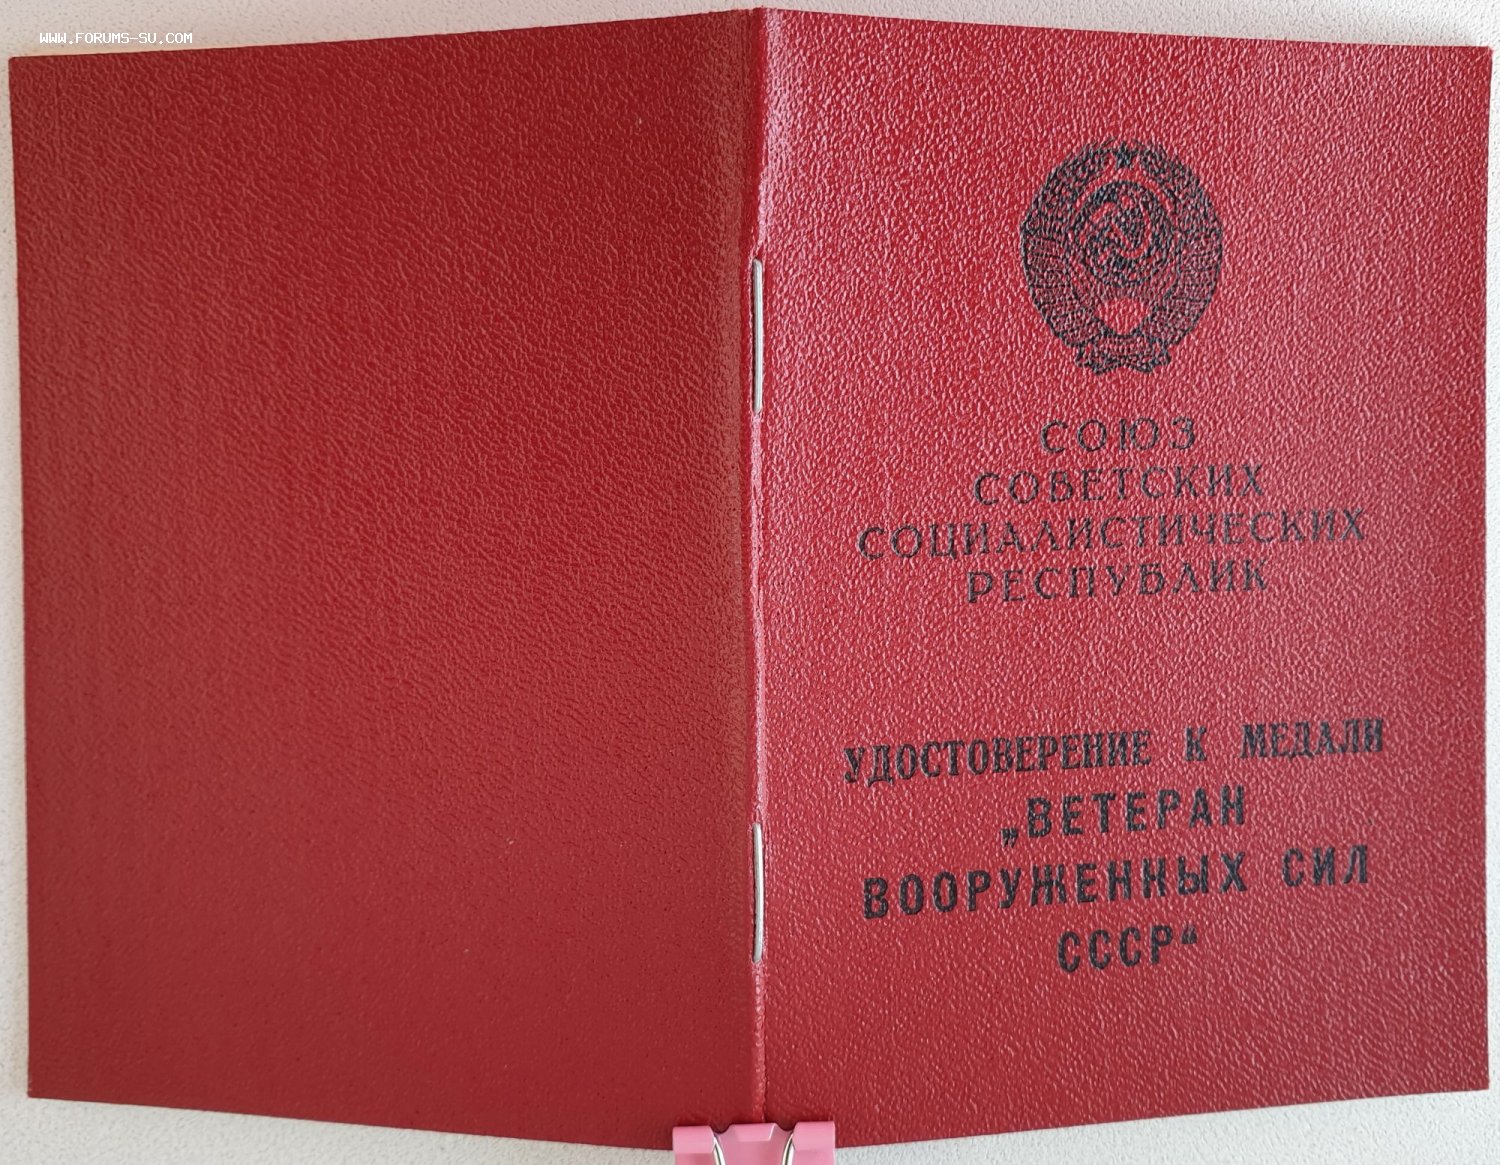 WWW.FORUMS-SU.COM
СОЮЗ
СОВЕТСКИХ
СОЦИАЛИСТИЧЕСКИХ
РЕСПУБЛИК
УДОСТОВЕРЕНИЕ К МЕДАЛИ
„ВЕТЕРАН
ВООРУЖЕННЫХ СИЛ
СССР“